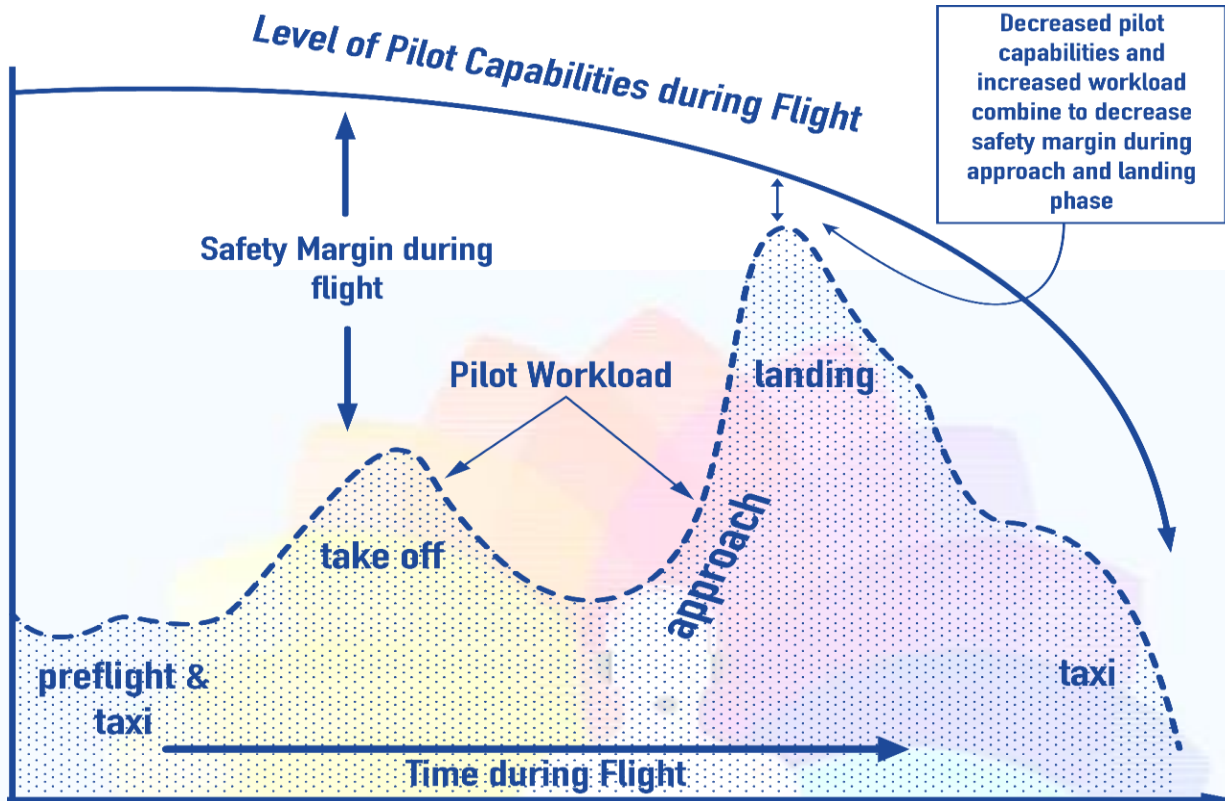 Level of Pilot Capabilities during Flight
Decreased pilot
capabilities and
increased workload
combine to decrease
safety margin during
approach and landing
phase
Safety Margin during
flight
Pilot Workload
landing
take off
approach
preflight &
taxi
taxi
Time during Flight